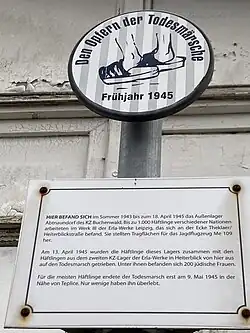 Den Opfern der Todesmärsche
Frühjahr 1945
HIER BEFAND SICH im Sommer 1943 bis zum 18. April 1945 das Außenlager
Abtnaundorf des KZ Buchenwald. Bis zu 1.000 Häftlinge verschiedener Nationen
arbeiteten im Werk III der Erla-Werke Leipzig, das sich an der Ecke Theklaer/
Heiterblickstraße befand. Sie stellten Tragflächen für das Jagdflugzeug Me 109
her.
Am 13. April 1945 wurden die Häftlinge dieses Lagers zusammen mit den
Häftlingen aus dem zweiten KZ-Lager der Erla-Werke in Heiterblick von hier aus
auf den Todesmarsch getrieben. Unter ihnen befanden sich 200 jüdische Frauen.
Für die meisten Häftlinge endete der Todesmarsch erst am 9. Mai 1945 in der
Nähe von Teplice. Nur wenige haben ihn überlebt.